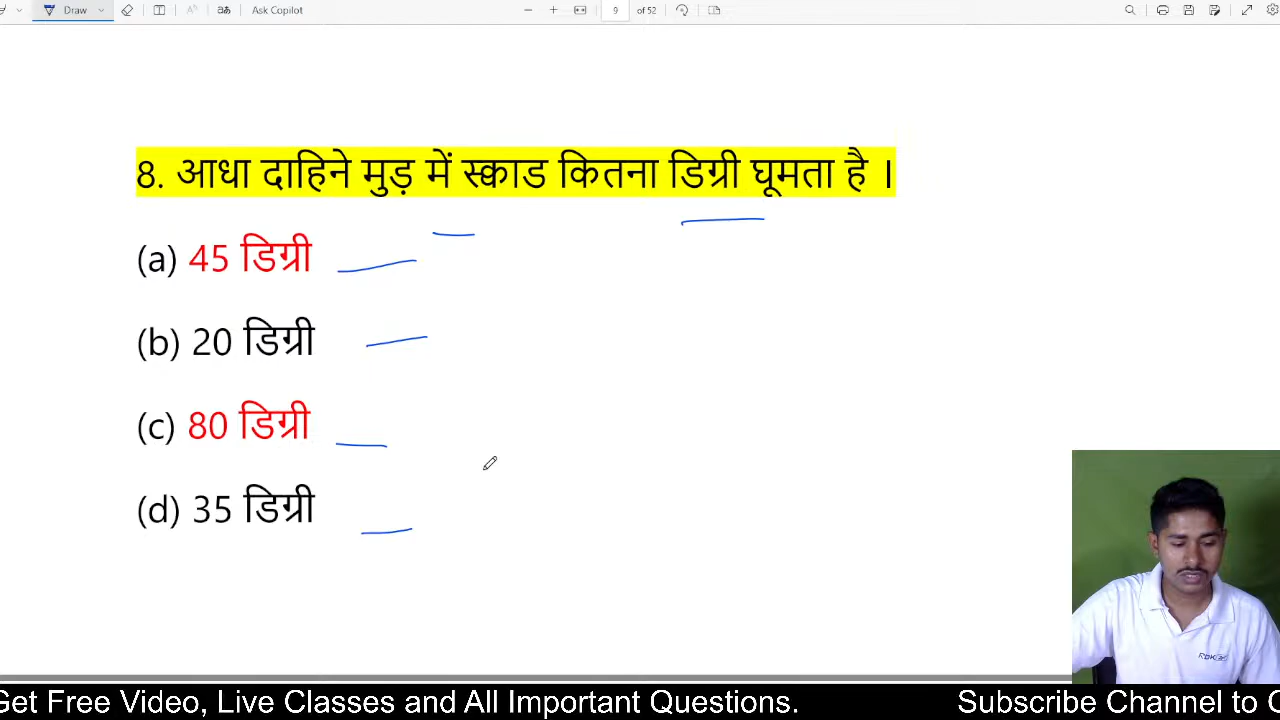 Draw
Ask Copilot
9 of 52
8. आधा दाहिने मुड़ में स्क्वाड कितना डिग्री घूमता है ।
(a) 45 डिग्री
(b) 20 डिग्री
(c) 80 डिग्री
(d) 35 डिग्री
Get Free Video, Live Classes and All Important Questions. Subscribe Channel to